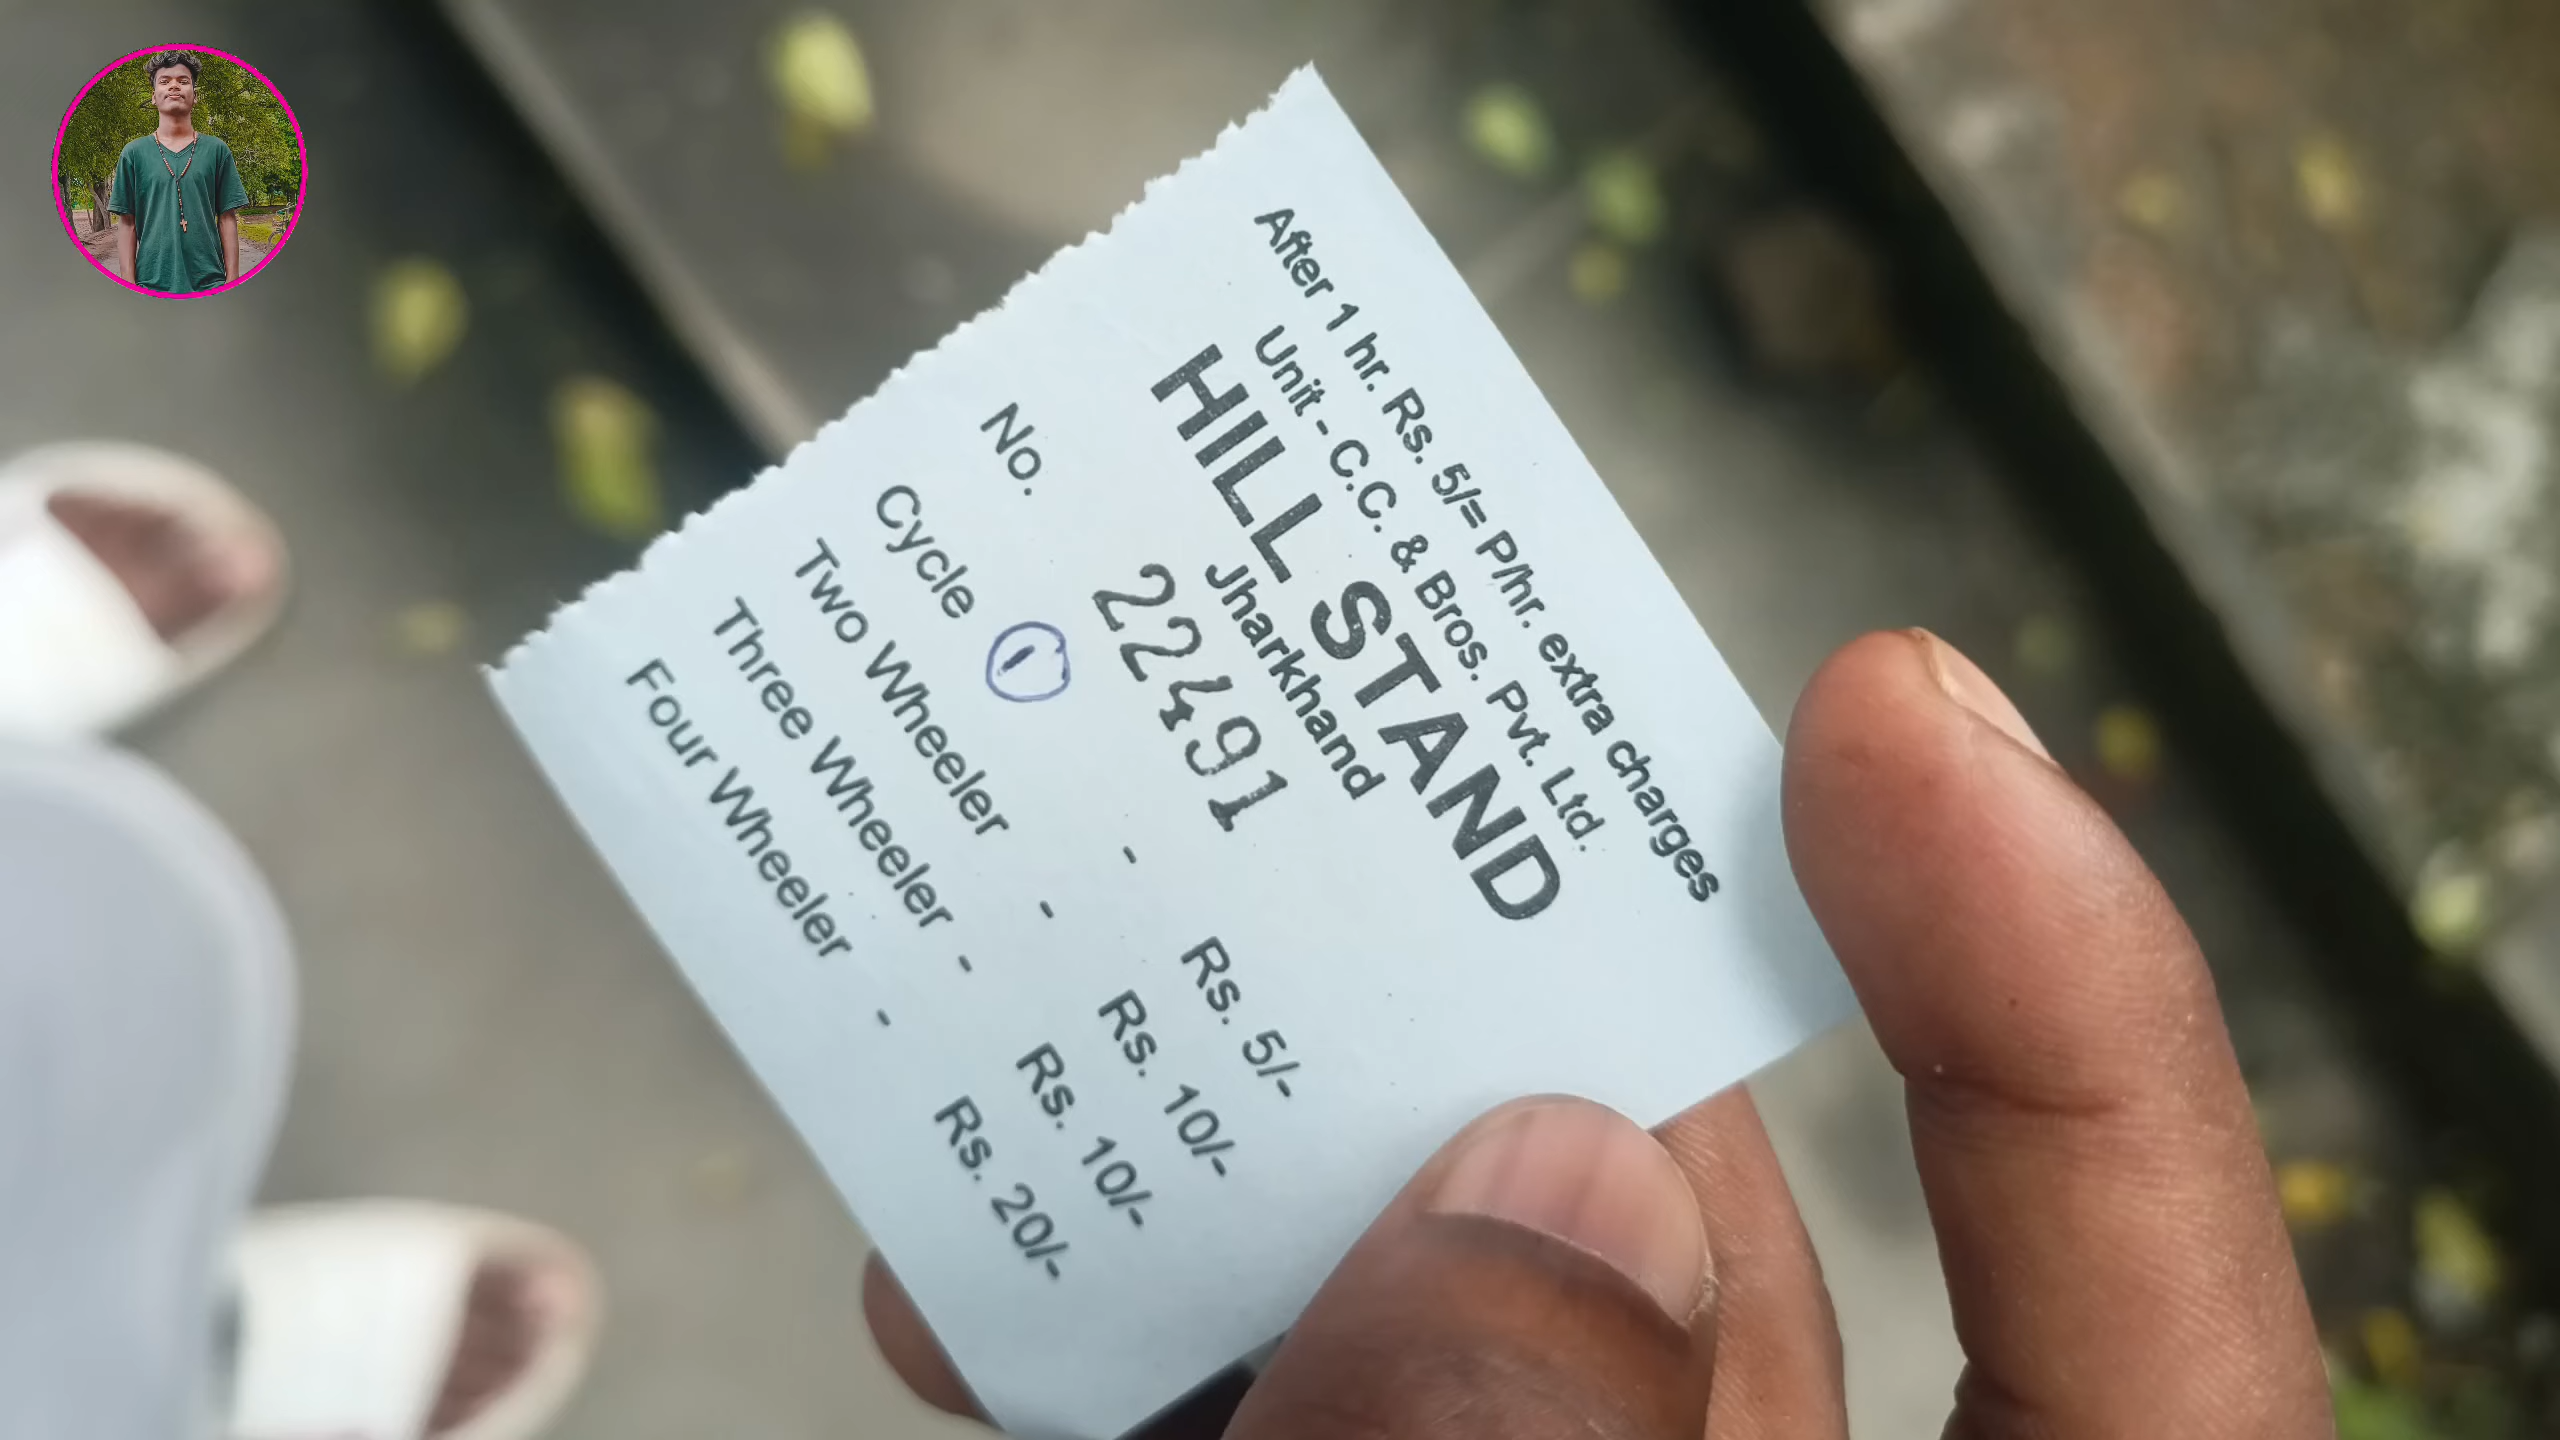 After 1 hr. Rs. 5/= P/hr. extra charges
Unit - C.C. & Bros. Pvt. Ltd.
HILL STAND
Jharkhand
No. 22491
Cycle 1 - Rs. 5/-
Two Wheeler - Rs. 10/-
Three Wheeler - Rs. 10/-
Four Wheeler - Rs. 20/-